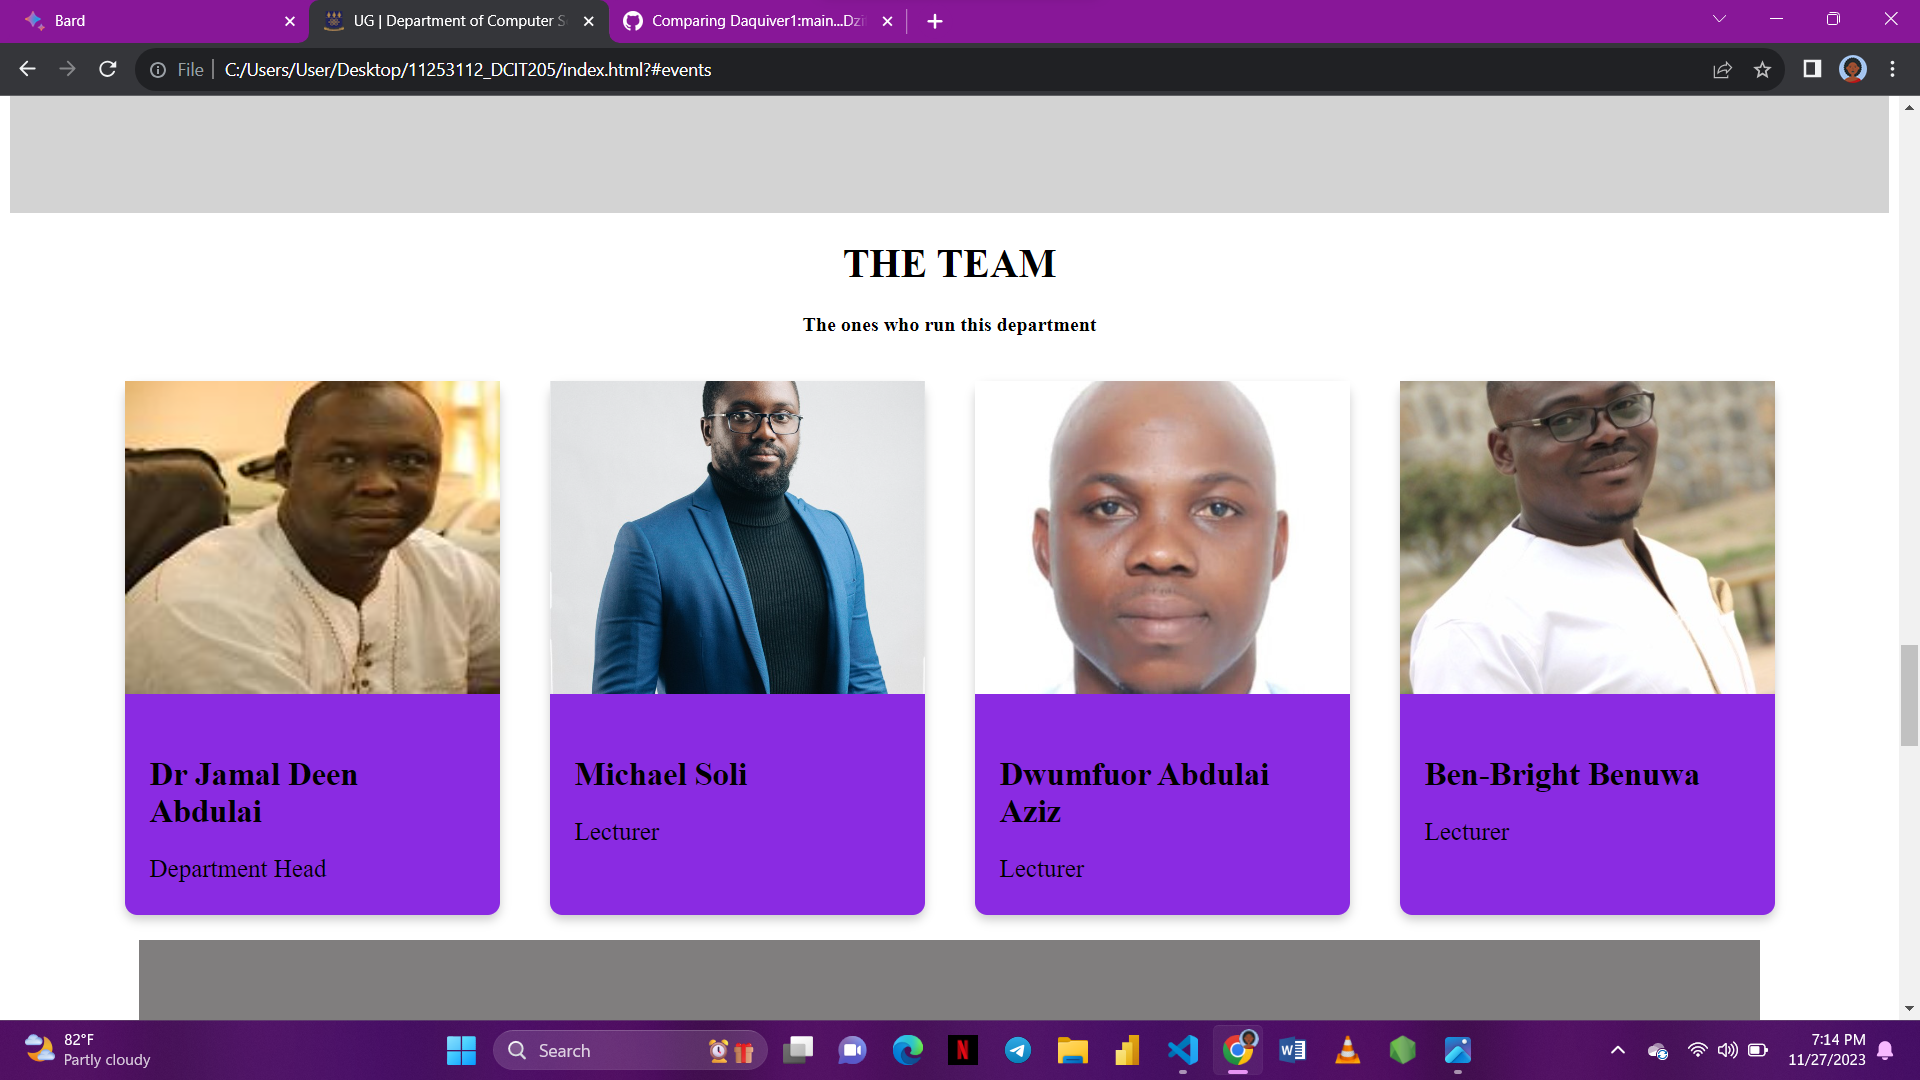 Bard
UG | Department of Computer S
Comparing Daquiver1:main...Dzi
File
C:/Users/User/Desktop/11253112_DCIT205/index.html?#events
THE TEAM
The ones who run this department
Dr Jamal Deen
Abdulai
Department Head
Michael Soli
Lecturer
Dwumfuor Abdulai
Aziz
Lecturer
Ben-Bright Benuwa
Lecturer
82°F
Partly cloudy
Search
7:14 PM
11/27/2023